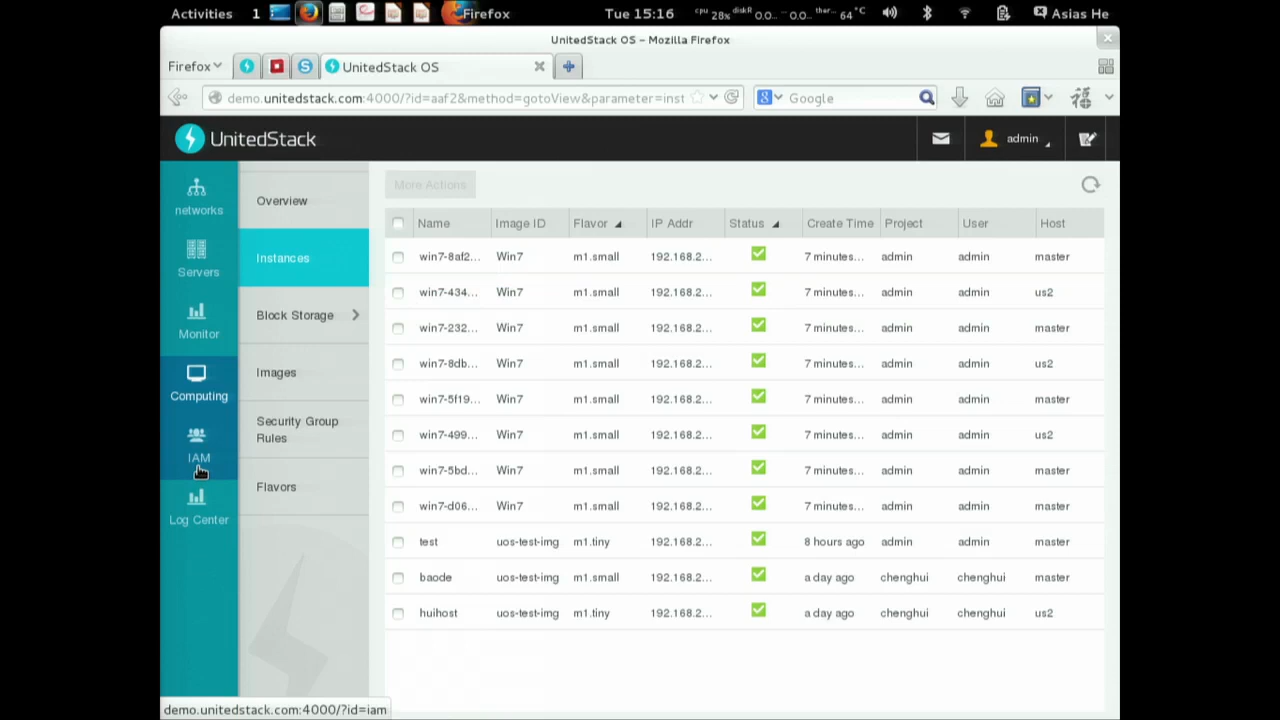 Activities 1 Firefox Tue 15:16 cpu 28% diskR 0.0... 0.0... ther... 64 °C Asias He
UnitedStack OS – Mozilla Firefox
Firefox UnitedStack OS
demo.unitedstack.com:4000/?id=aaf2&method=gotoView&parameter=inst Google 福
UnitedStack admin
networks
Servers
Monitor
Computing
IAM
Log Center
Overview
Instances
Block Storage
Images
Security Group
Rules
Flavors
More Actions
Name Image ID Flavor IP Addr Status Create Time Project User Host
win7-8af2... Win7 m1.small 192.168.2... 7 minutes... admin admin master
win7-434... Win7 m1.small 192.168.2... 7 minutes... admin admin us2
win7-232... Win7 m1.small 192.168.2... 7 minutes... admin admin master
win7-8db... Win7 m1.small 192.168.2... 7 minutes... admin admin us2
win7-5f19... Win7 m1.small 192.168.2... 7 minutes... admin admin master
win7-499... Win7 m1.small 192.168.2... 7 minutes... admin admin us2
win7-5bd... Win7 m1.small 192.168.2... 7 minutes... admin admin master
win7-d06... Win7 m1.small 192.168.2... 7 minutes... admin admin master
test uos-test-img m1.tiny 192.168.2... 8 hours ago admin admin master
baode uos-test-img m1.small 192.168.2... a day ago chenghui chenghui master
huihost uos-test-img m1.tiny 192.168.2... a day ago chenghui chenghui us2
demo.unitedstack.com:4000/?id=iam